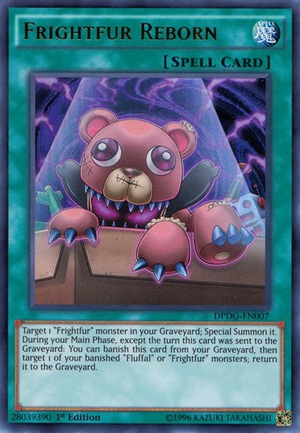 FRIGHTFUR REBORN
[SPELL CARD]
DPDG-EN007
Target 1 "Frightfur" monster in your Graveyard; Special Summon it.
During your Main Phase, except the turn this card was sent to the
Graveyard: You can banish this card from your Graveyard, then
target 1 of your banished "Fluffal" or "Frightfur" monsters; return
it to the Graveyard.
28039390 1st Edition ©1996 KAZUKI TAKAHASHI